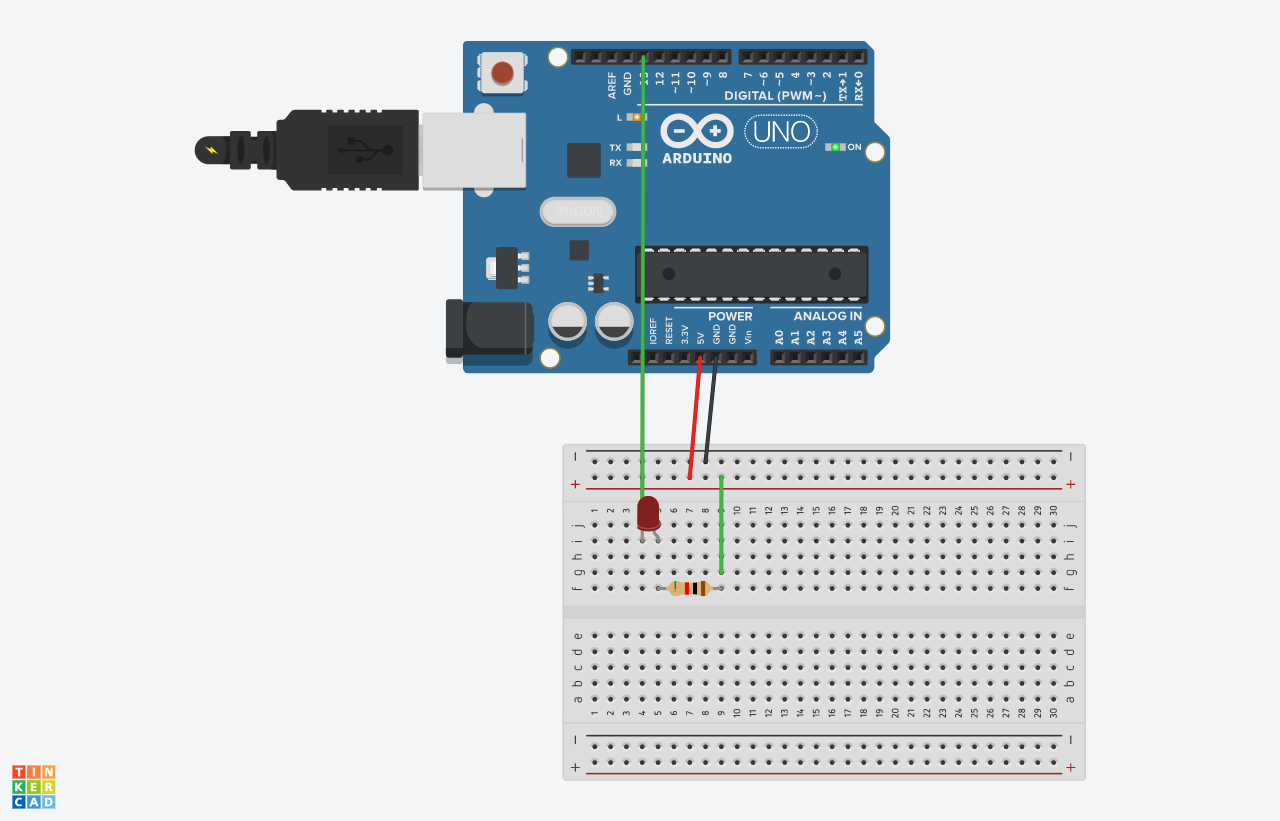 AREF
GND
13
12
~11
~10
~9
8
7
~6
~5
4
~3
2
TX→1
RX←0
DIGITAL (PWM~)
L
TX
RX
ARDUINO
UNO
ON
IOREF
RESET
3.3V
5V
GND
GND
Vin
POWER
ANALOG IN
A0
A1
A2
A3
A4
A5
− −
+ +
1 2 3 5 6 7 8 9 10 11 12 13 14 15 16 17 18 19 20 21 22 23 24 25 26 27 28 29 30
j j
i i
h h
g g
f f
e e
d d
c c
b b
a a
1 2 3 4 5 6 7 8 9 10 11 12 13 14 15 16 17 18 19 20 21 22 23 24 25 26 27 28 29 30
− −
+ +
TIN
KER
CAD